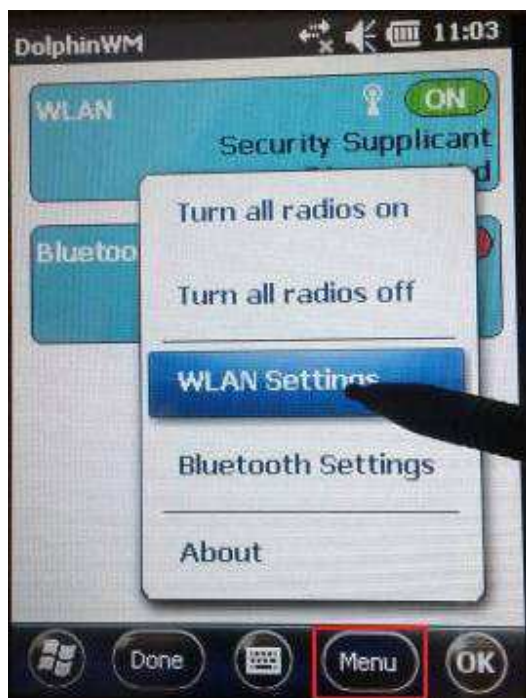 DolphinWM 11:03
WLAN ON
Security Supplicant
Turn all radios on
Turn all radios off
WLAN Settings
Bluetooth Settings
About
Done Menu OK